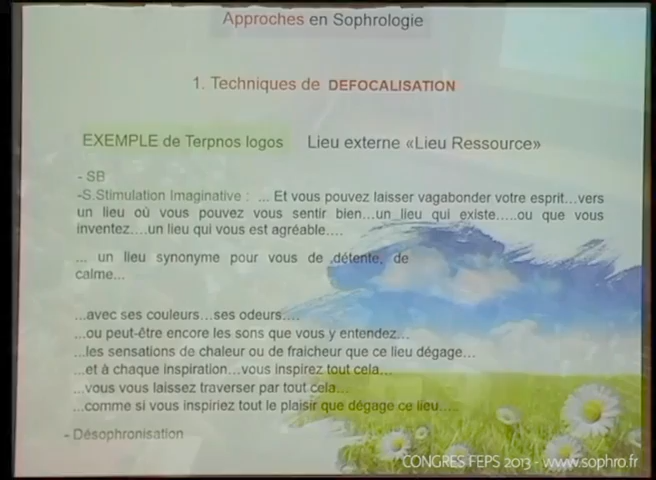 Approches en Sophrologie
1. Techniques de DEFOCALISATION
EXEMPLE de Terpnos logos Lieu externe «Lieu Ressource»
- SB
-S.Stimulation Imaginative : ... Et vous pouvez laisser vagabonder votre esprit...vers
un lieu où vous pouvez vous sentir bien...un lieu qui existe.....ou que vous
inventez....un lieu qui vous est agréable....
... un lieu synonyme pour vous de détente, de
calme...
...avec ses couleurs...ses odeurs....
...ou peut-être encore les sons que vous y entendez...
...les sensations de chaleur ou de fraicheur que ce lieu dégage...
...et à chaque inspiration...vous inspirez tout cela...
...vous vous laissez traverser par tout cela...
...comme si vous inspiriez tout le plaisir que dégage ce lieu.....
- Désophronisation
CONGRES FEPS 2013 - www.sophro.fr